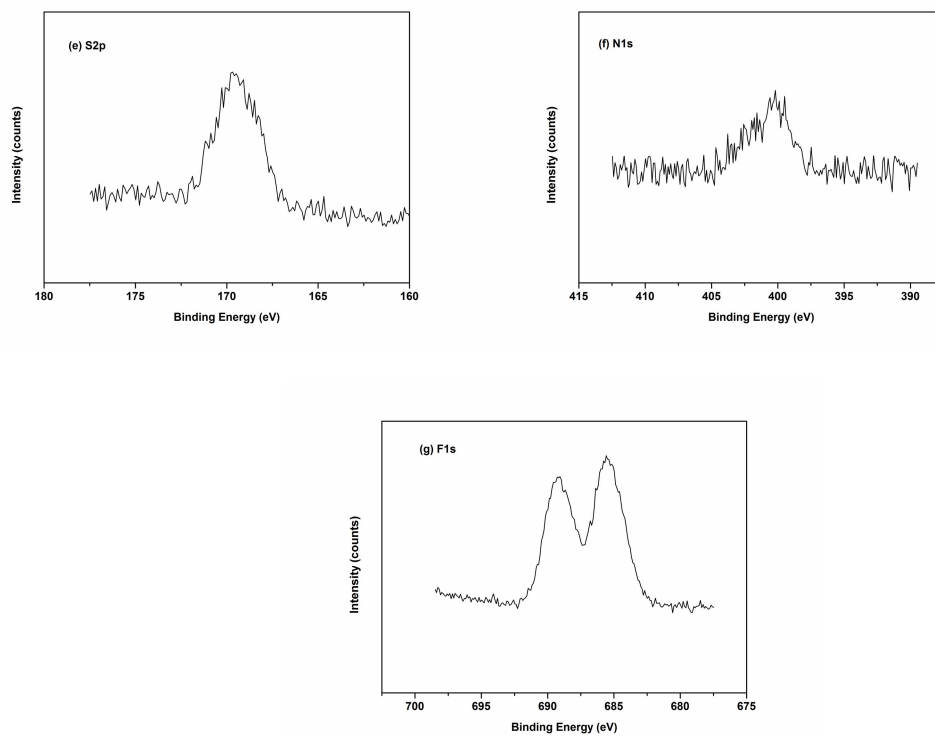 (e) S2p
Intensity (counts)
180 175 170 165 160
Binding Energy (eV)
(f) N1s
Intensity (counts)
415 410 405 400 395 390
Binding Energy (eV)
(g) F1s
Intensity (counts)
700 695 690 685 680 675
Binding Energy (eV)